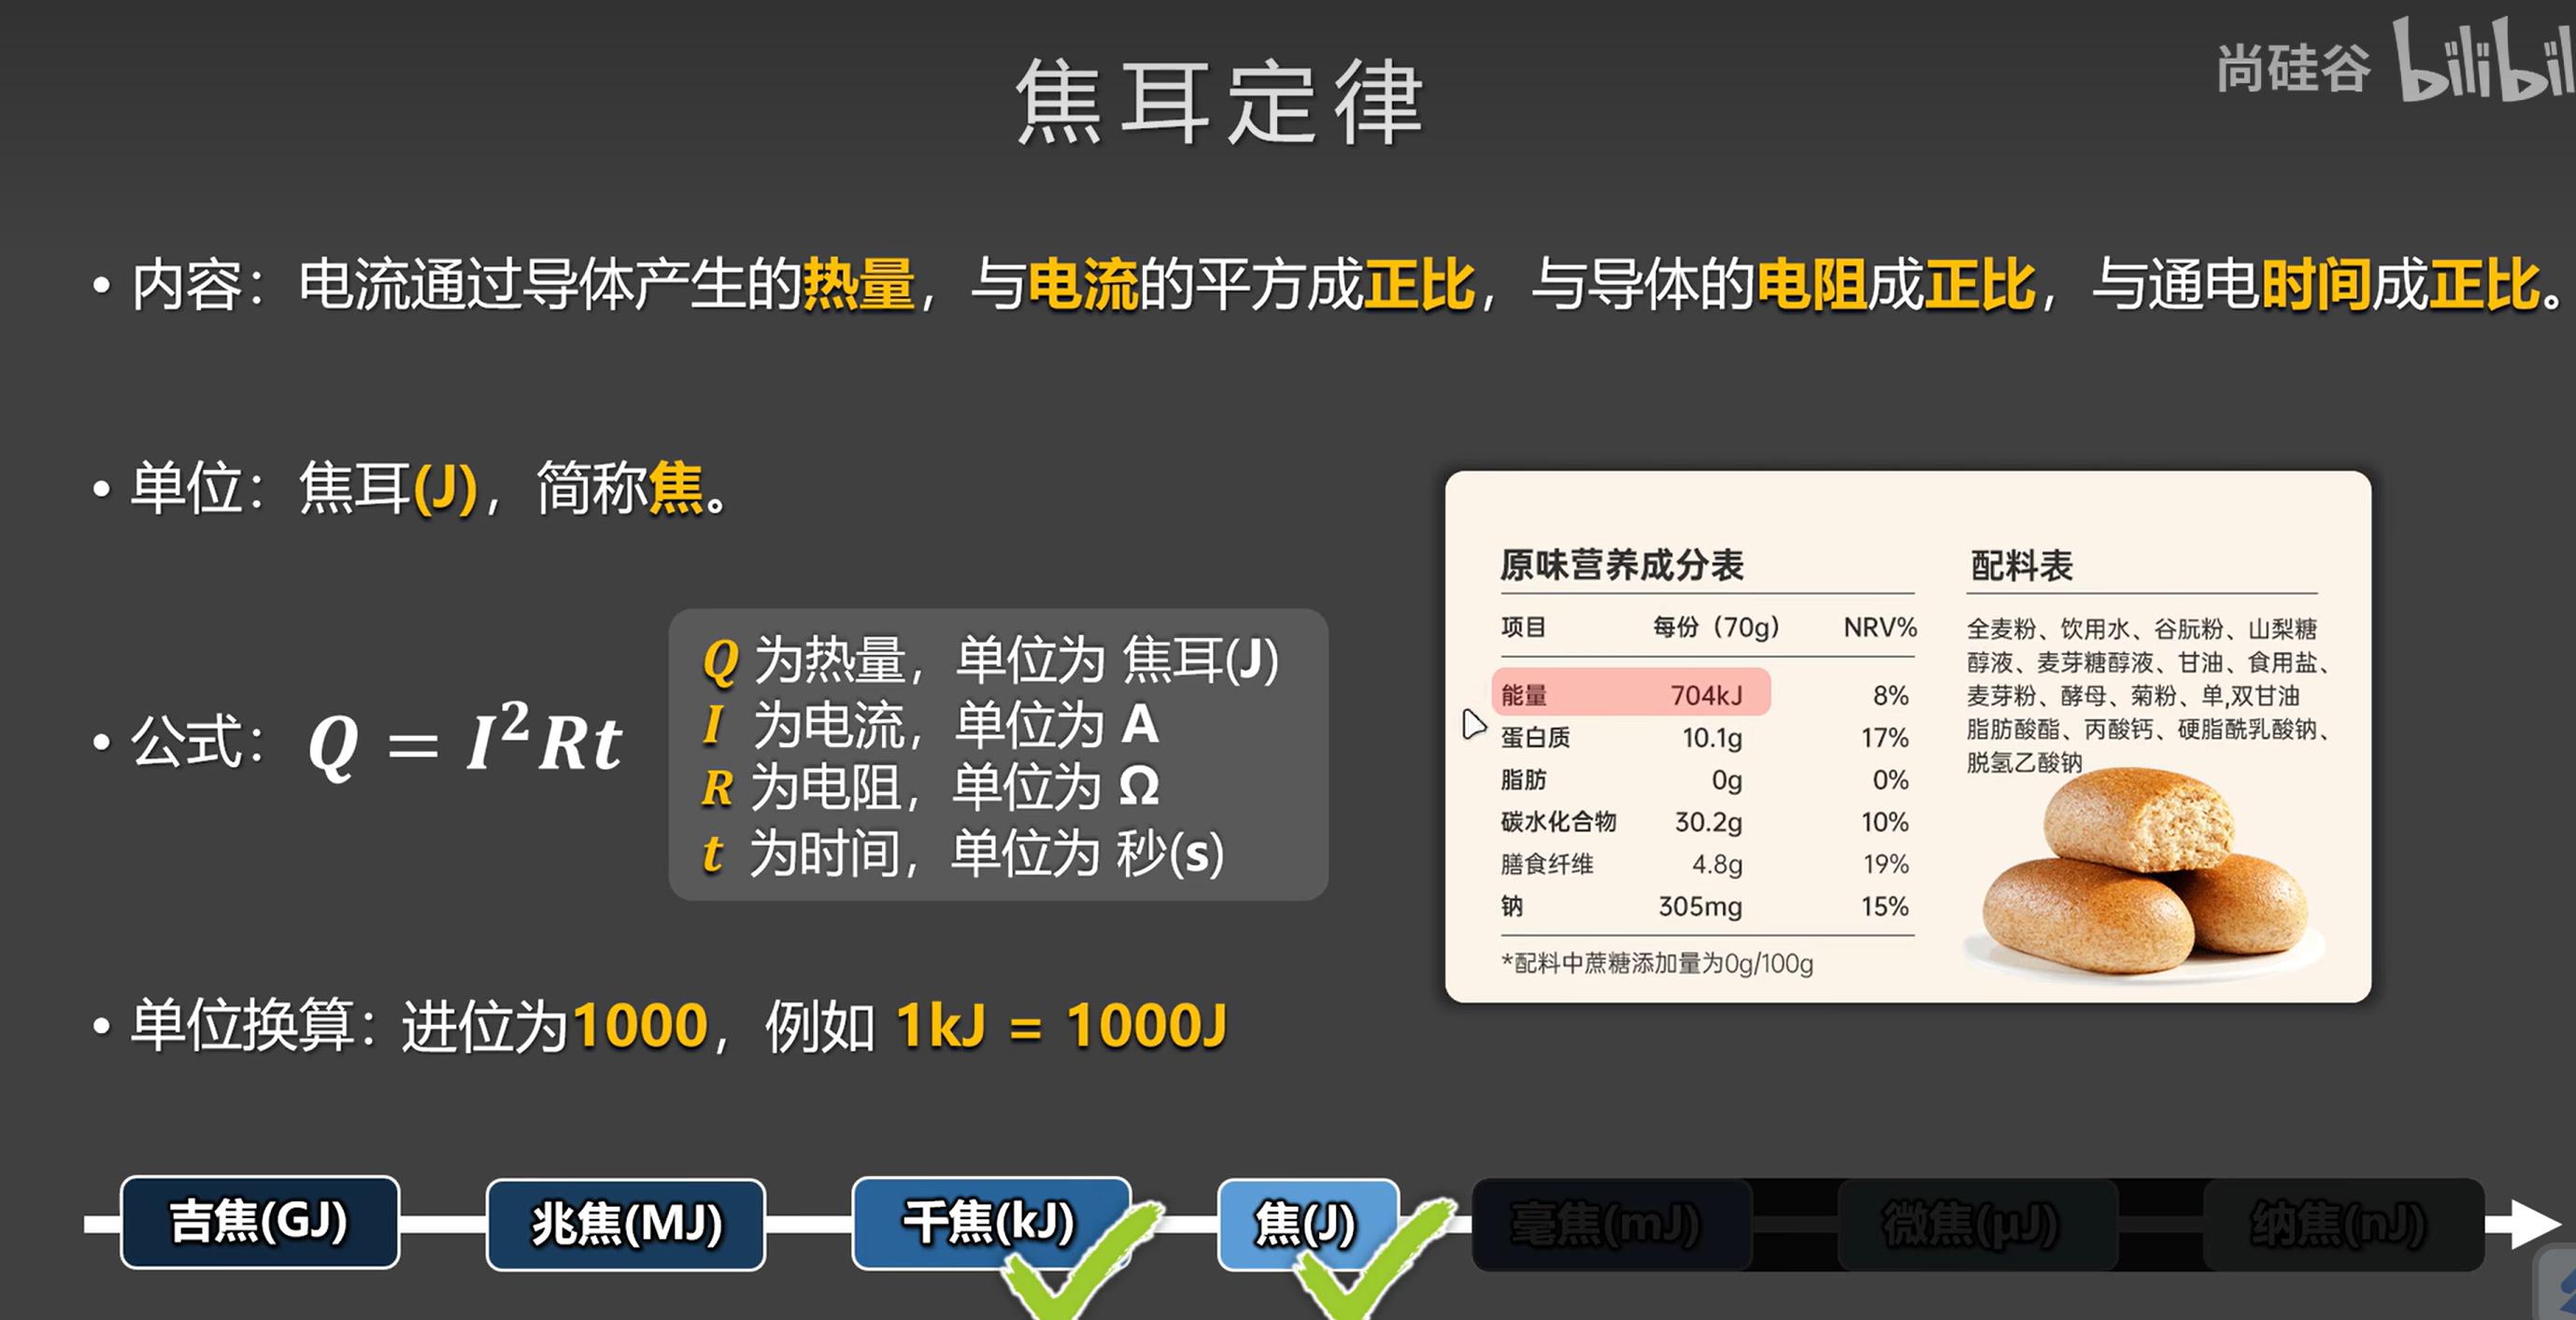 焦耳定律
尚硅谷 bilibil
• 内容：电流通过导体产生的热量，与电流的平方成正比，与导体的电阻成正比，与通电时间成正比。
• 单位：焦耳(J)，简称焦。
• 公式：Q = I²Rt
Q 为热量，单位为 焦耳(J)
I 为电流，单位为 A
R 为电阻，单位为 Ω
t 为时间，单位为 秒(s)
• 单位换算：进位为1000，例如 1kJ = 1000J
原味营养成分表
项目 每份（70g） NRV%
能量 704kJ 8%
蛋白质 10.1g 17%
脂肪 0g 0%
碳水化合物 30.2g 10%
膳食纤维 4.8g 19%
钠 305mg 15%
*配料中蔗糖添加量为0g/100g
配料表
全麦粉、饮用水、谷朊粉、山梨糖
醇液、麦芽糖醇液、甘油、食用盐、
麦芽粉、酵母、菊粉、单,双甘油
脂肪酸酯、丙酸钙、硬脂酰乳酸钠、
脱氢乙酸钠
吉焦(GJ) 兆焦(MJ) 千焦(kJ) 焦(J) 毫焦(mJ) 微焦(μJ) 纳焦(nJ)